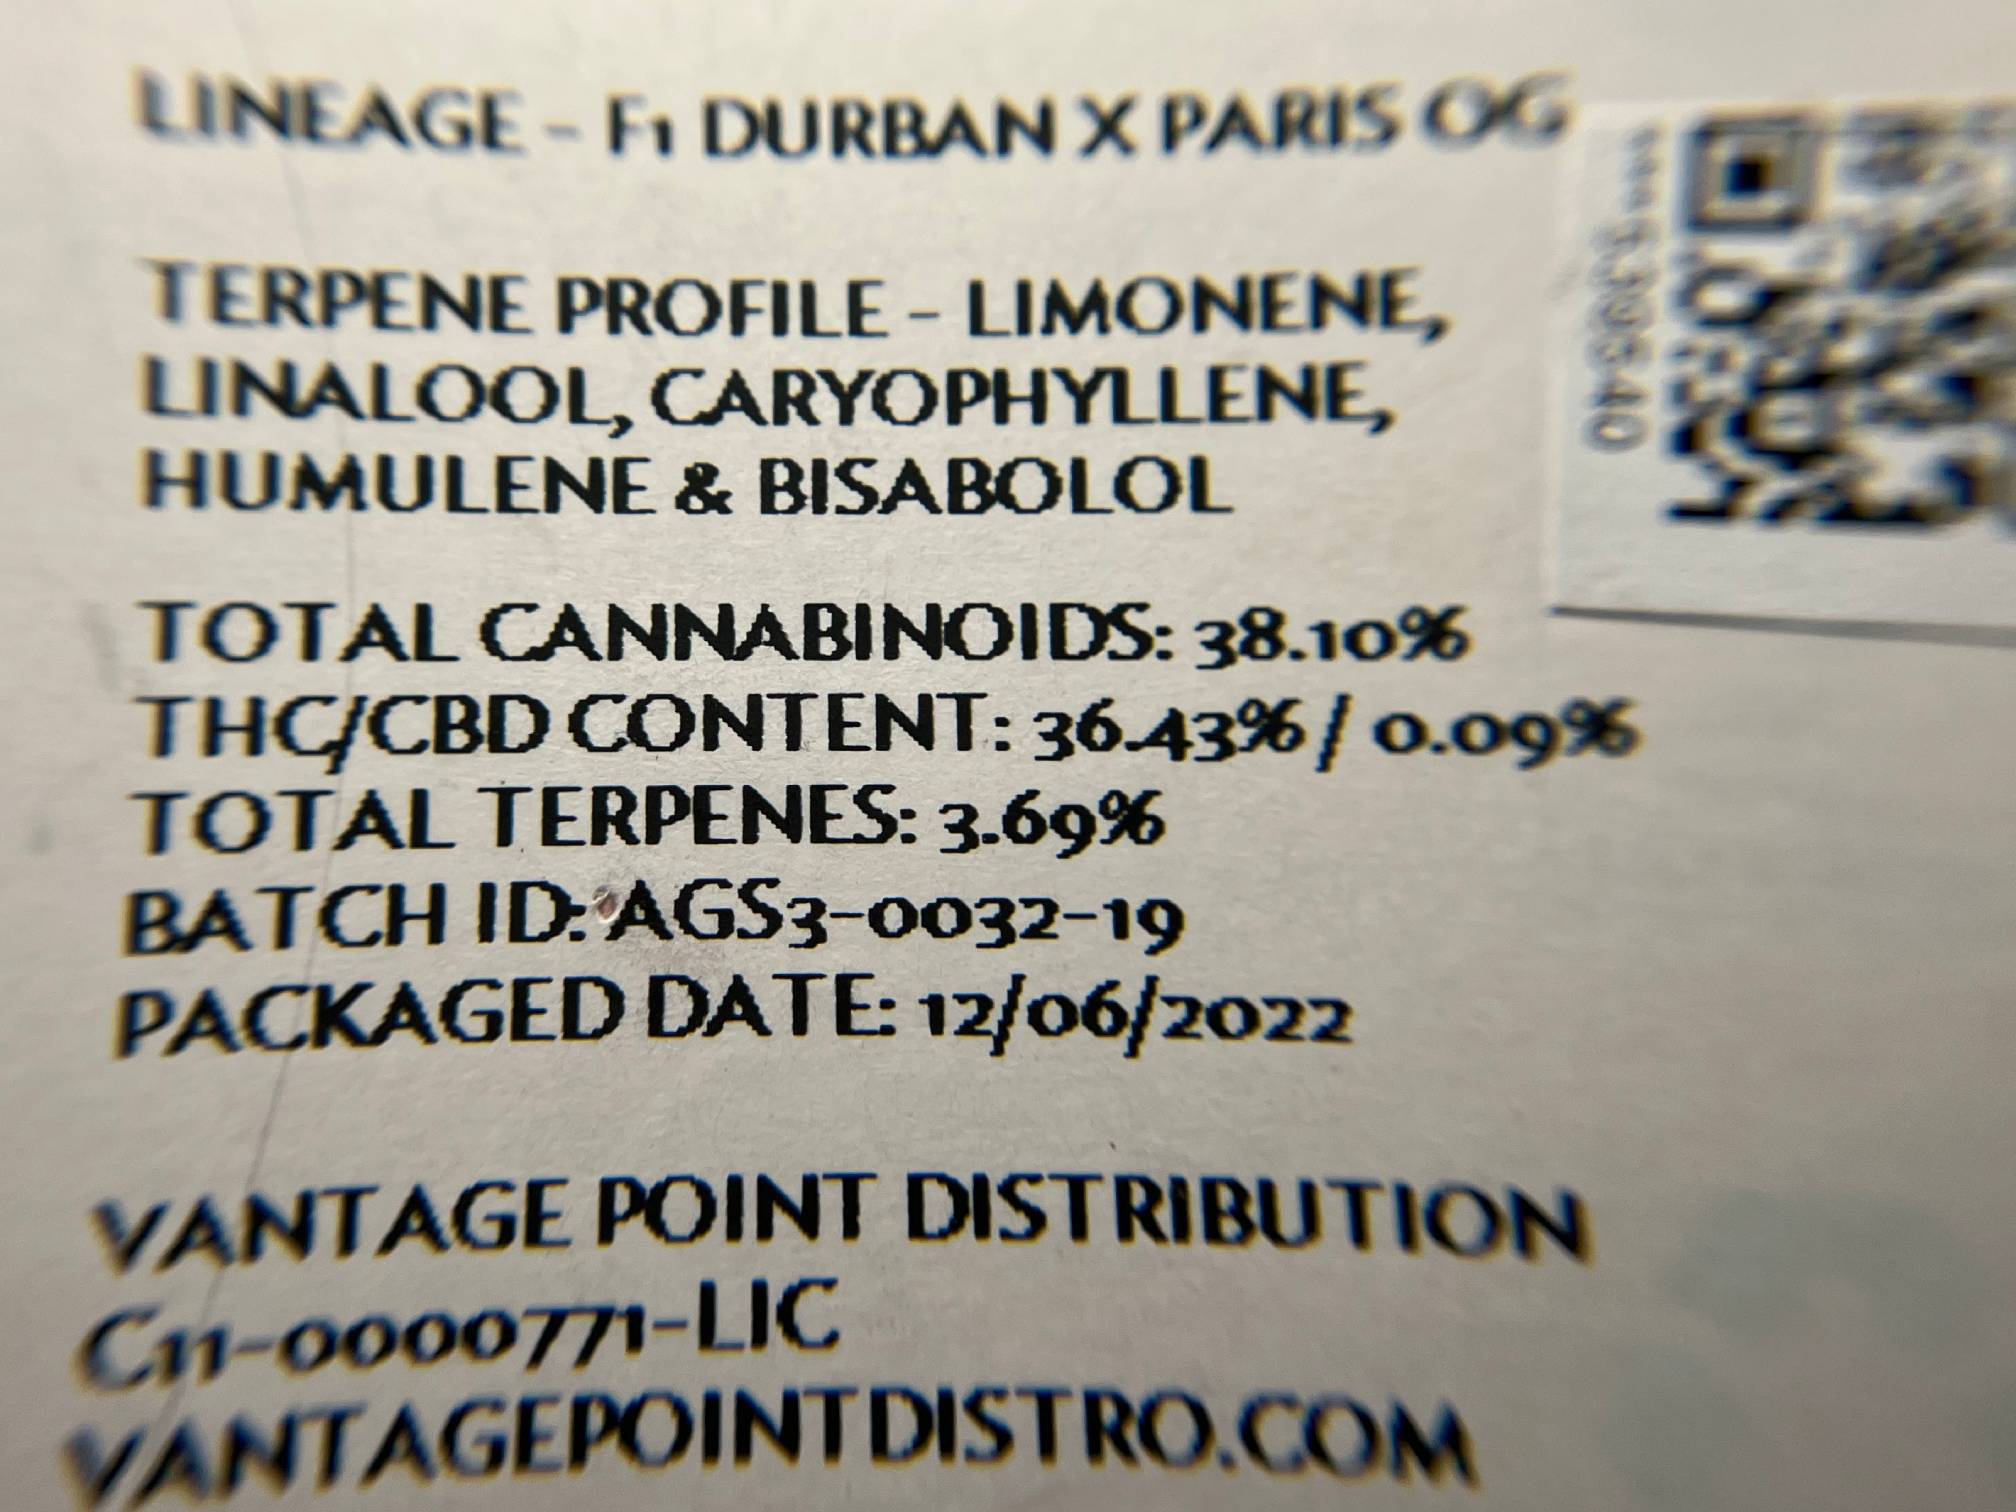 LINEAGE - F1 DURBAN X PARIS OG
TERPENE PROFILE - LIMONENE,
LINALOOL, CARYOPHYLLENE,
HUMULENE & BISABOLOL
TOTAL CANNABINOIDS: 38.10%
THC/CBD CONTENT: 36.43% / 0.09%
TOTAL TERPENES: 3.69%
BATCH ID: AGS3-0032-19
PACKAGED DATE: 12/06/2022
VANTAGE POINT DISTRIBUTION
C11-0000771-LIC
VANTAGEPOINTDISTRO.COM